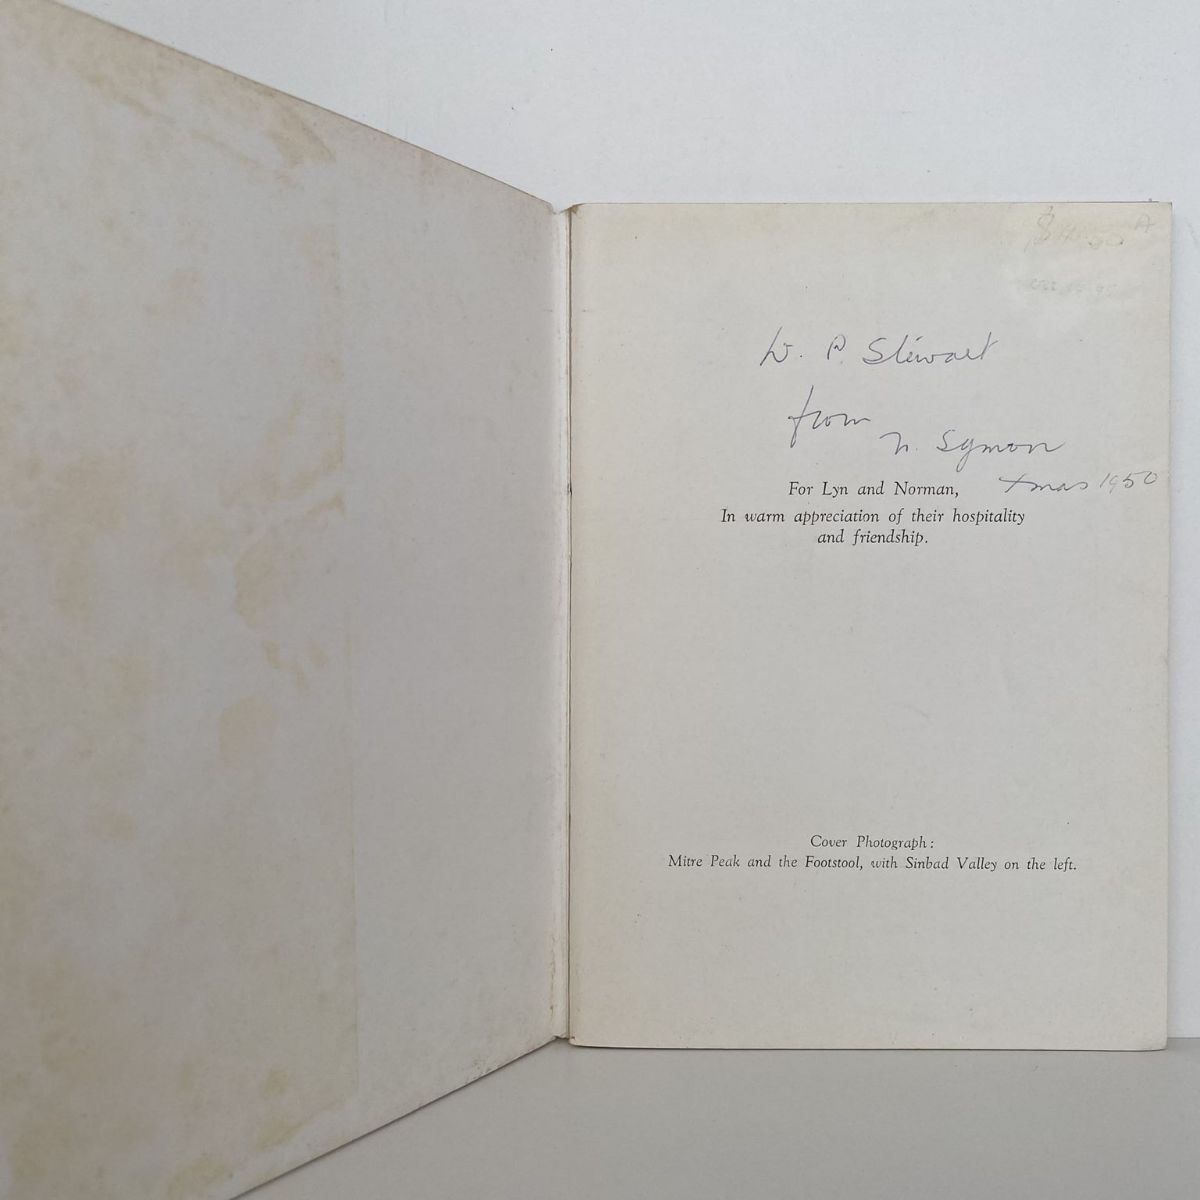 W. P. Stewart
from
N. Symon
Xmas 1950
For Lyn and Norman,
In warm appreciation of their hospitality
and friendship.
Cover Photograph:
Mitre Peak and the Footstool, with Sinbad Valley on the left.